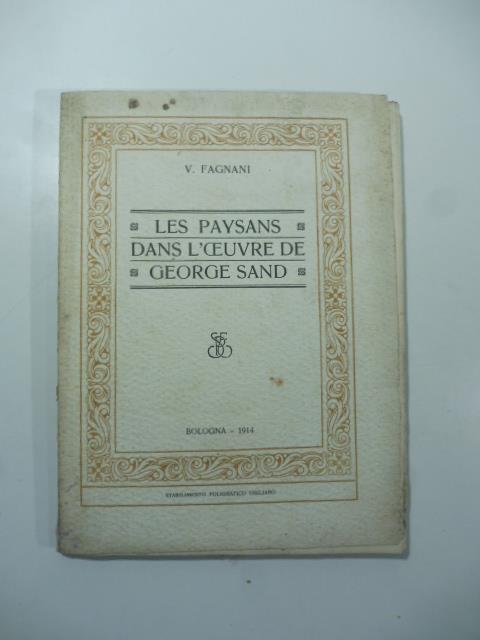 V. FAGNANI
LES PAYSANS
DANS L'ŒUVRE DE
GEORGE SAND
BOLOGNA - 1914
STABILIMENTO POLIGRAFICO EMILIANO